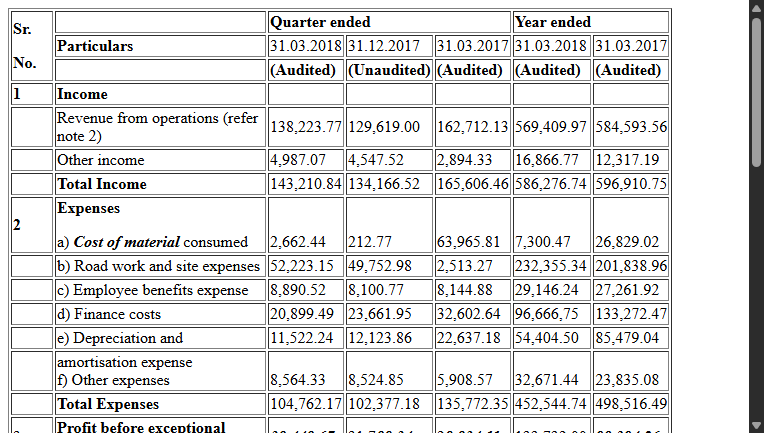 Sr. No. Quarter ended Year ended
Particulars 31.03.2018 31.12.2017 31.03.2017 31.03.2018 31.03.2017
(Audited) (Unaudited) (Audited) (Audited) (Audited)
1 Income
Revenue from operations (refer
note 2) 138,223.77 129,619.00 162,712.13 569,409.97 584,593.56
Other income 4,987.07 4,547.52 2,894.33 16,866.77 12,317.19
Total Income 143,210.84 134,166.52 165,606.46 586,276.74 596,910.75
2 Expenses
a) Cost of material consumed 2,662.44 212.77 63,965.81 7,300.47 26,829.02
b) Road work and site expenses 52,223.15 49,752.98 2,513.27 232,355.34 201,838.96
c) Employee benefits expense 8,890.52 8,100.77 8,144.88 29,146.24 27,261.92
d) Finance costs 20,899.49 23,661.95 32,602.64 96,666,75 133,272.47
e) Depreciation and 11,522.24 12,123.86 22,637.18 54,404.50 85,479.04
amortisation expense
f) Other expenses 8,564.33 8,524.85 5,908.57 32,671.44 23,835.08
Total Expenses 104,762.17 102,377.18 135,772.35 452,544.74 498,516.49
Profit before exceptional